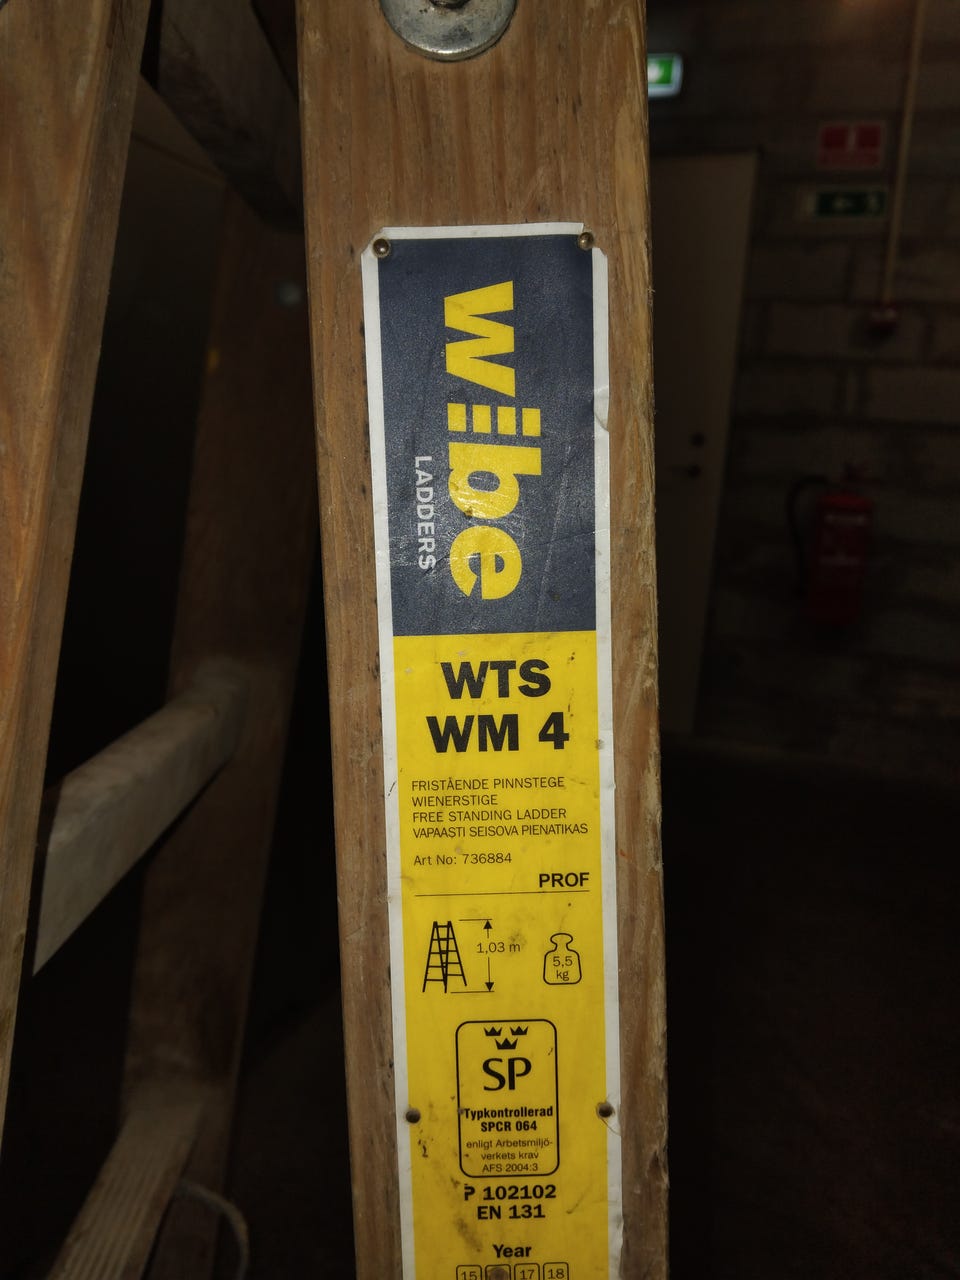 wibe
LADDERS
WTS
WM 4
FRISTÅENDE PINNSTEGE
WIENERSTIGE
FREE STANDING LADDER
VAPAASTI SEISOVA PIENATIKAS
Art No: 736884
PROF
1,03 m
5,5
kg
SP
Typkontrollerad
SPCR 064
enligt Arbetsmiljö-
verkets krav
AFS 2004:3
P 102102
EN 131
Year
15 17 18